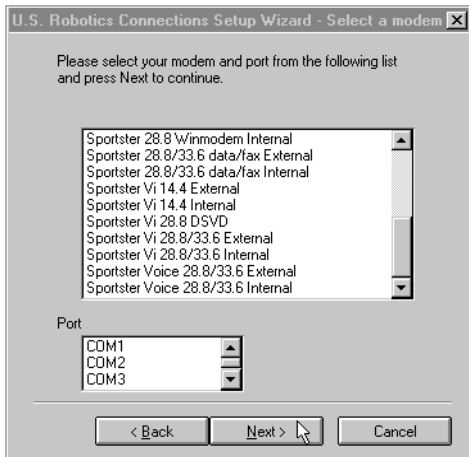 U.S. Robotics Connections Setup Wizard - Select a modem
Please select your modem and port from the following list
and press Next to continue.
Sportster 28.8 Winmodem Internal
Sportster 28.8/33.6 data/fax External
Sportster 28.8/33.6 data/fax Internal
Sportster Vi 14.4 External
Sportster Vi 14.4 Internal
Sportster Vi 28.8 DSVD
Sportster Vi 28.8/33.6 External
Sportster Vi 28.8/33.6 Internal
Sportster Voice 28.8/33.6 External
Sportster Voice 28.8/33.6 Internal
Port
COM1
COM2
COM3
< Back Next > Cancel